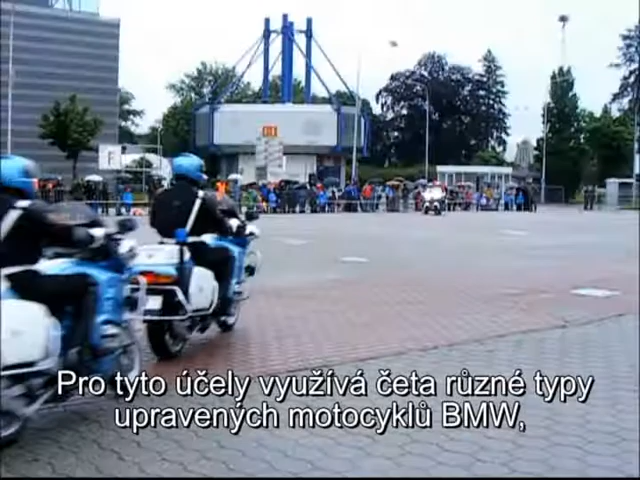 Pro tyto účely využívá četa různé typy
upravených motocyklů BMW,